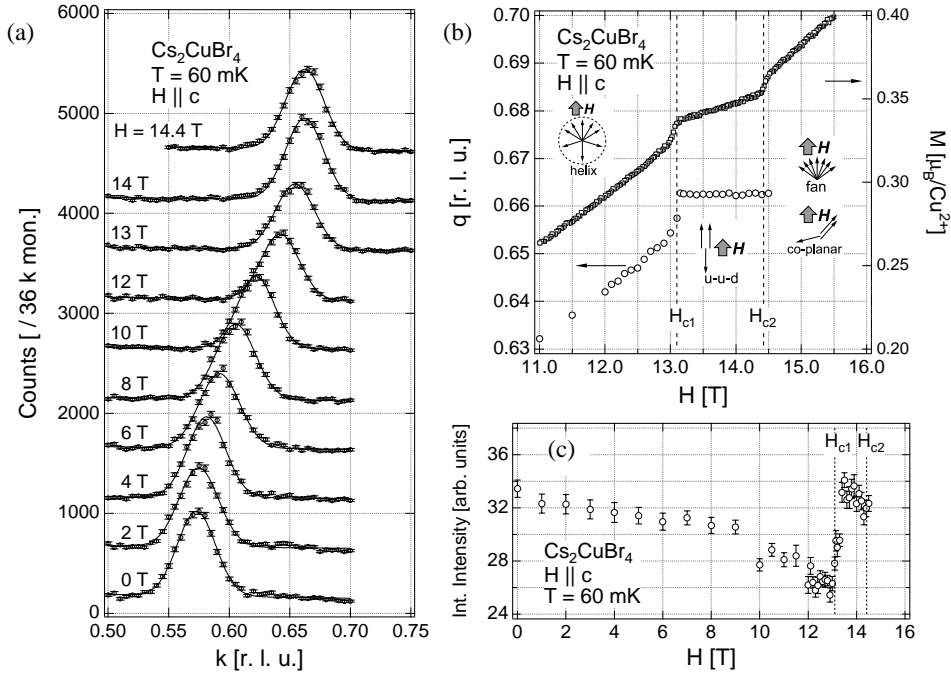 (a)
Cs2CuBr4
T = 60 mK
H || c
H = 14.4 T
14 T
13 T
12 T
10 T
8 T
6 T
4 T
2 T
0 T
Counts [ / 36 k mon.]
6000
5000
4000
3000
2000
1000
0
0.50 0.55 0.60 0.65 0.70 0.75
k [r. l. u.]
(b)
Cs2CuBr4
T = 60 mK
H || c
H
helix
H
u-u-d
H
fan
H
co-planar
Hc1
Hc2
q [r. l. u.]
0.70
0.69
0.68
0.67
0.66
0.65
0.64
0.63
M [μB/Cu2+]
0.40
0.35
0.30
0.25
0.20
11.0 12.0 13.0 14.0 15.0 16.0
H [T]
(c)
Hc1
Hc2
Int. Intensity [arb. units]
36
32
28
24
Cs2CuBr4
H || c
T = 60 mK
0 2 4 6 8 10 12 14 16
H [T]